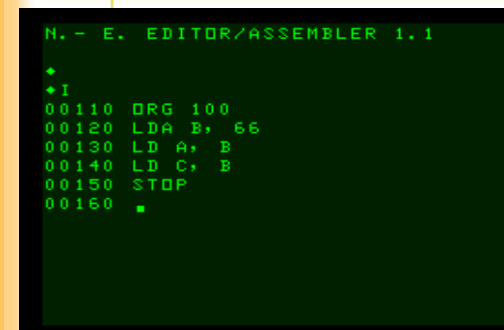 N.- E. EDITOR/ASSEMBLER 1.1
◆
◆I
00110 ORG 100
00120 LDA B, 66
00130 LD A, B
00140 LD C, B
00150 STOP
00160